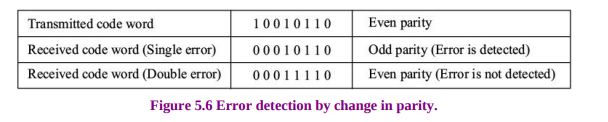 Transmitted code word 1 0 0 1 0 1 1 0 Even parity
Received code word (Single error) 0 0 0 1 0 1 1 0 Odd parity (Error is detected)
Received code word (Double error) 0 0 0 1 1 1 1 0 Even parity (Error is not detected)
Figure 5.6 Error detection by change in parity.